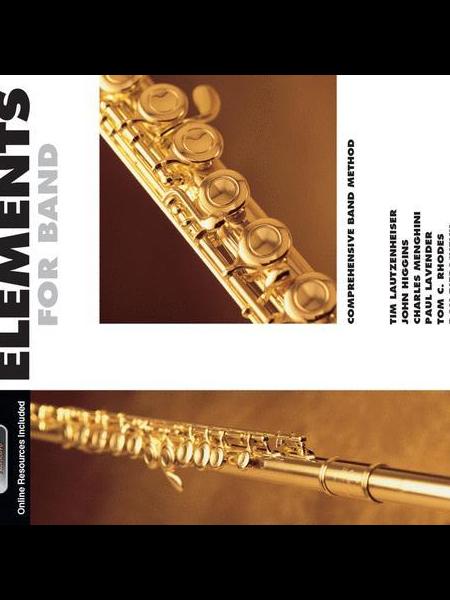 ELEMENTS
FOR BAND
COMPREHENSIVE BAND METHOD
TIM LAUTZENHEISER
JOHN HIGGINS
CHARLES MENGHINI
PAUL LAVENDER
TOM C. RHODES
Online Resources Included